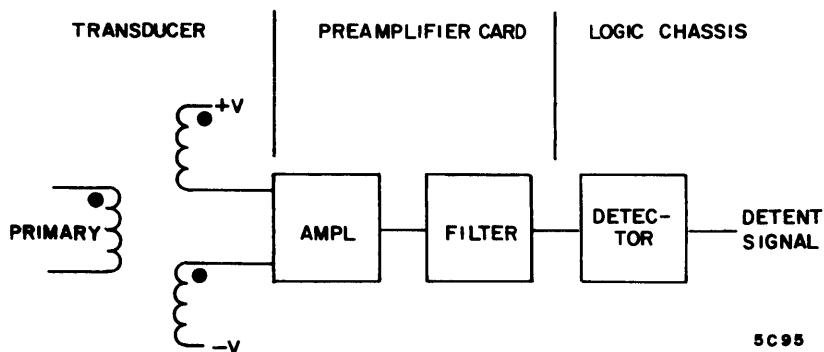 TRANSDUCER
PREAMPLIFIER CARD
LOGIC CHASSIS
+V
PRIMARY
AMPL
FILTER
DETEC-
TOR
DETENT
SIGNAL
-V
5C95